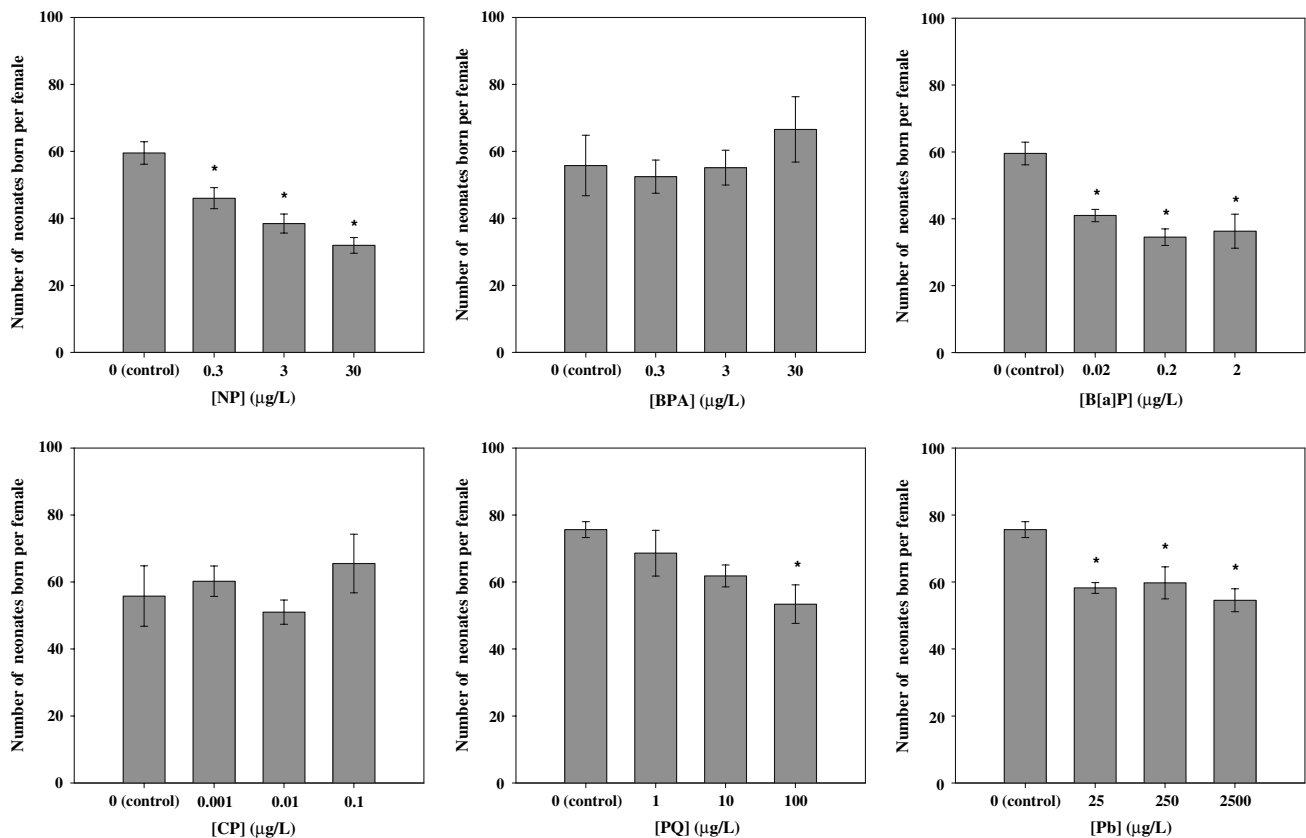 Number of neonates born per female
100
80
60
40
20
0
* * *
0 (control) 0.3 3 30
[NP] (µg/L)
Number of neonates born per female
100
80
60
40
20
0
0 (control) 0.3 3 30
[BPA] (µg/L)
Number of neonates born per female
100
80
60
40
20
0
* * *
0 (control) 0.02 0.2 2
[B[a]P] (µg/L)
Number of neonates born per female
100
80
60
40
20
0
0 (control) 0.001 0.01 0.1
[CP] (µg/L)
Number of neonates born per female
100
80
60
40
20
0
*
0 (control) 1 10 100
[PQ] (µg/L)
Number of neonates born per female
100
80
60
40
20
0
* * *
0 (control) 25 250 2500
[Pb] (µg/L)